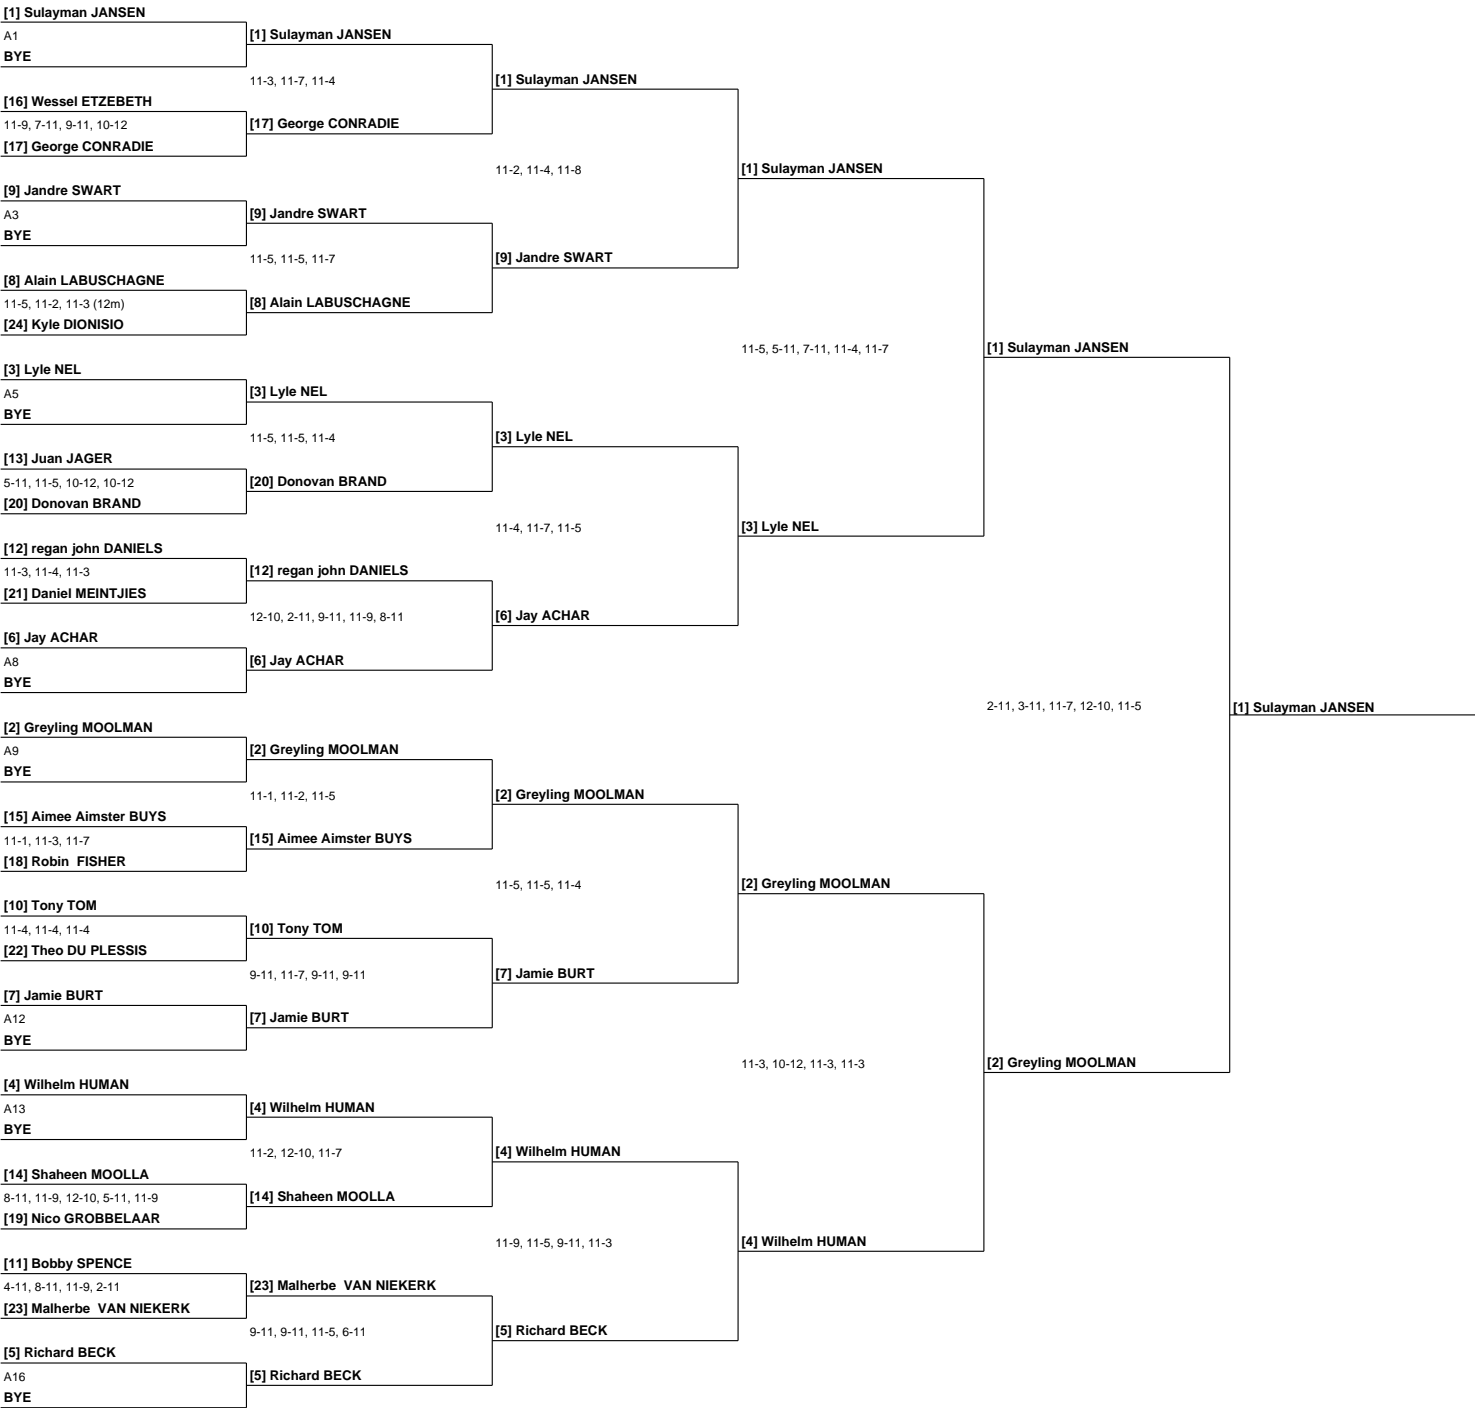 [1] Sulayman JANSEN
A1
BYE
[16] Wessel ETZEBETH
11-9, 7-11, 9-11, 10-12
[17] George CONRADIE
[9] Jandre SWART
A3
BYE
[8] Alain LABUSCHAGNE
11-5, 11-2, 11-3 (12m)
[24] Kyle DIONISIO
[3] Lyle NEL
A5
BYE
[13] Juan JAGER
5-11, 11-5, 10-12, 10-12
[20] Donovan BRAND
[12] regan john DANIELS
11-3, 11-4, 11-3
[21] Daniel MEINTJIES
[6] Jay ACHAR
A8
BYE
[2] Greyling MOOLMAN
A9
BYE
[15] Aimee Aimster BUYS
11-1, 11-3, 11-7
[18] Robin  FISHER
[10] Tony TOM
11-4, 11-4, 11-4
[22] Theo DU PLESSIS
[7] Jamie BURT
A12
BYE
[4] Wilhelm HUMAN
A13
BYE
[14] Shaheen MOOLLA
8-11, 11-9, 12-10, 5-11, 11-9
[19] Nico GROBBELAAR
[11] Bobby SPENCE
4-11, 8-11, 11-9, 2-11
[23] Malherbe  VAN NIEKERK
[5] Richard BECK
A16
BYE
[1] Sulayman JANSEN
11-3, 11-7, 11-4
[17] George CONRADIE
[9] Jandre SWART
11-5, 11-5, 11-7
[8] Alain LABUSCHAGNE
[3] Lyle NEL
11-5, 11-5, 11-4
[20] Donovan BRAND
[12] regan john DANIELS
12-10, 2-11, 9-11, 11-9, 8-11
[6] Jay ACHAR
[2] Greyling MOOLMAN
11-1, 11-2, 11-5
[15] Aimee Aimster BUYS
[10] Tony TOM
9-11, 11-7, 9-11, 9-11
[7] Jamie BURT
[4] Wilhelm HUMAN
11-2, 12-10, 11-7
[14] Shaheen MOOLLA
[23] Malherbe  VAN NIEKERK
9-11, 9-11, 11-5, 6-11
[5] Richard BECK
[1] Sulayman JANSEN
11-2, 11-4, 11-8
[9] Jandre SWART
[3] Lyle NEL
11-4, 11-7, 11-5
[6] Jay ACHAR
[2] Greyling MOOLMAN
11-5, 11-5, 11-4
[7] Jamie BURT
[4] Wilhelm HUMAN
11-9, 11-5, 9-11, 11-3
[5] Richard BECK
[1] Sulayman JANSEN
11-5, 5-11, 7-11, 11-4, 11-7
[3] Lyle NEL
[2] Greyling MOOLMAN
11-3, 10-12, 11-3, 11-3
[4] Wilhelm HUMAN
[1] Sulayman JANSEN
2-11, 3-11, 11-7, 12-10, 11-5
[2] Greyling MOOLMAN
[1] Sulayman JANSEN